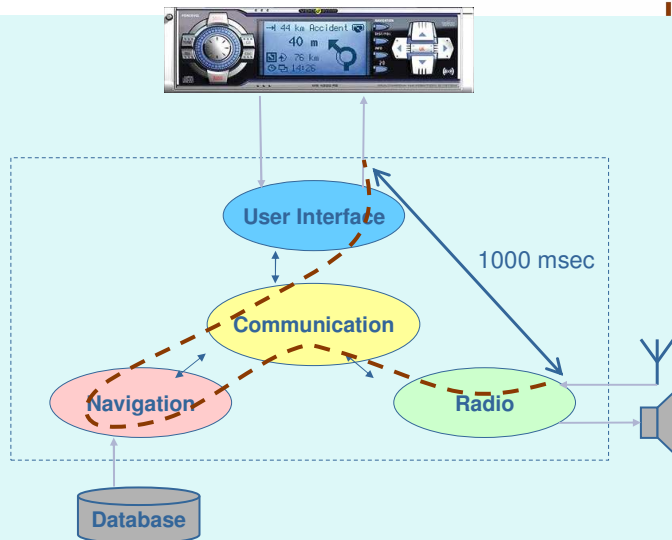 44 km Accident
40 m
76 km
14:26
User Interface
1000 msec
Communication
Navigation
Radio
Database